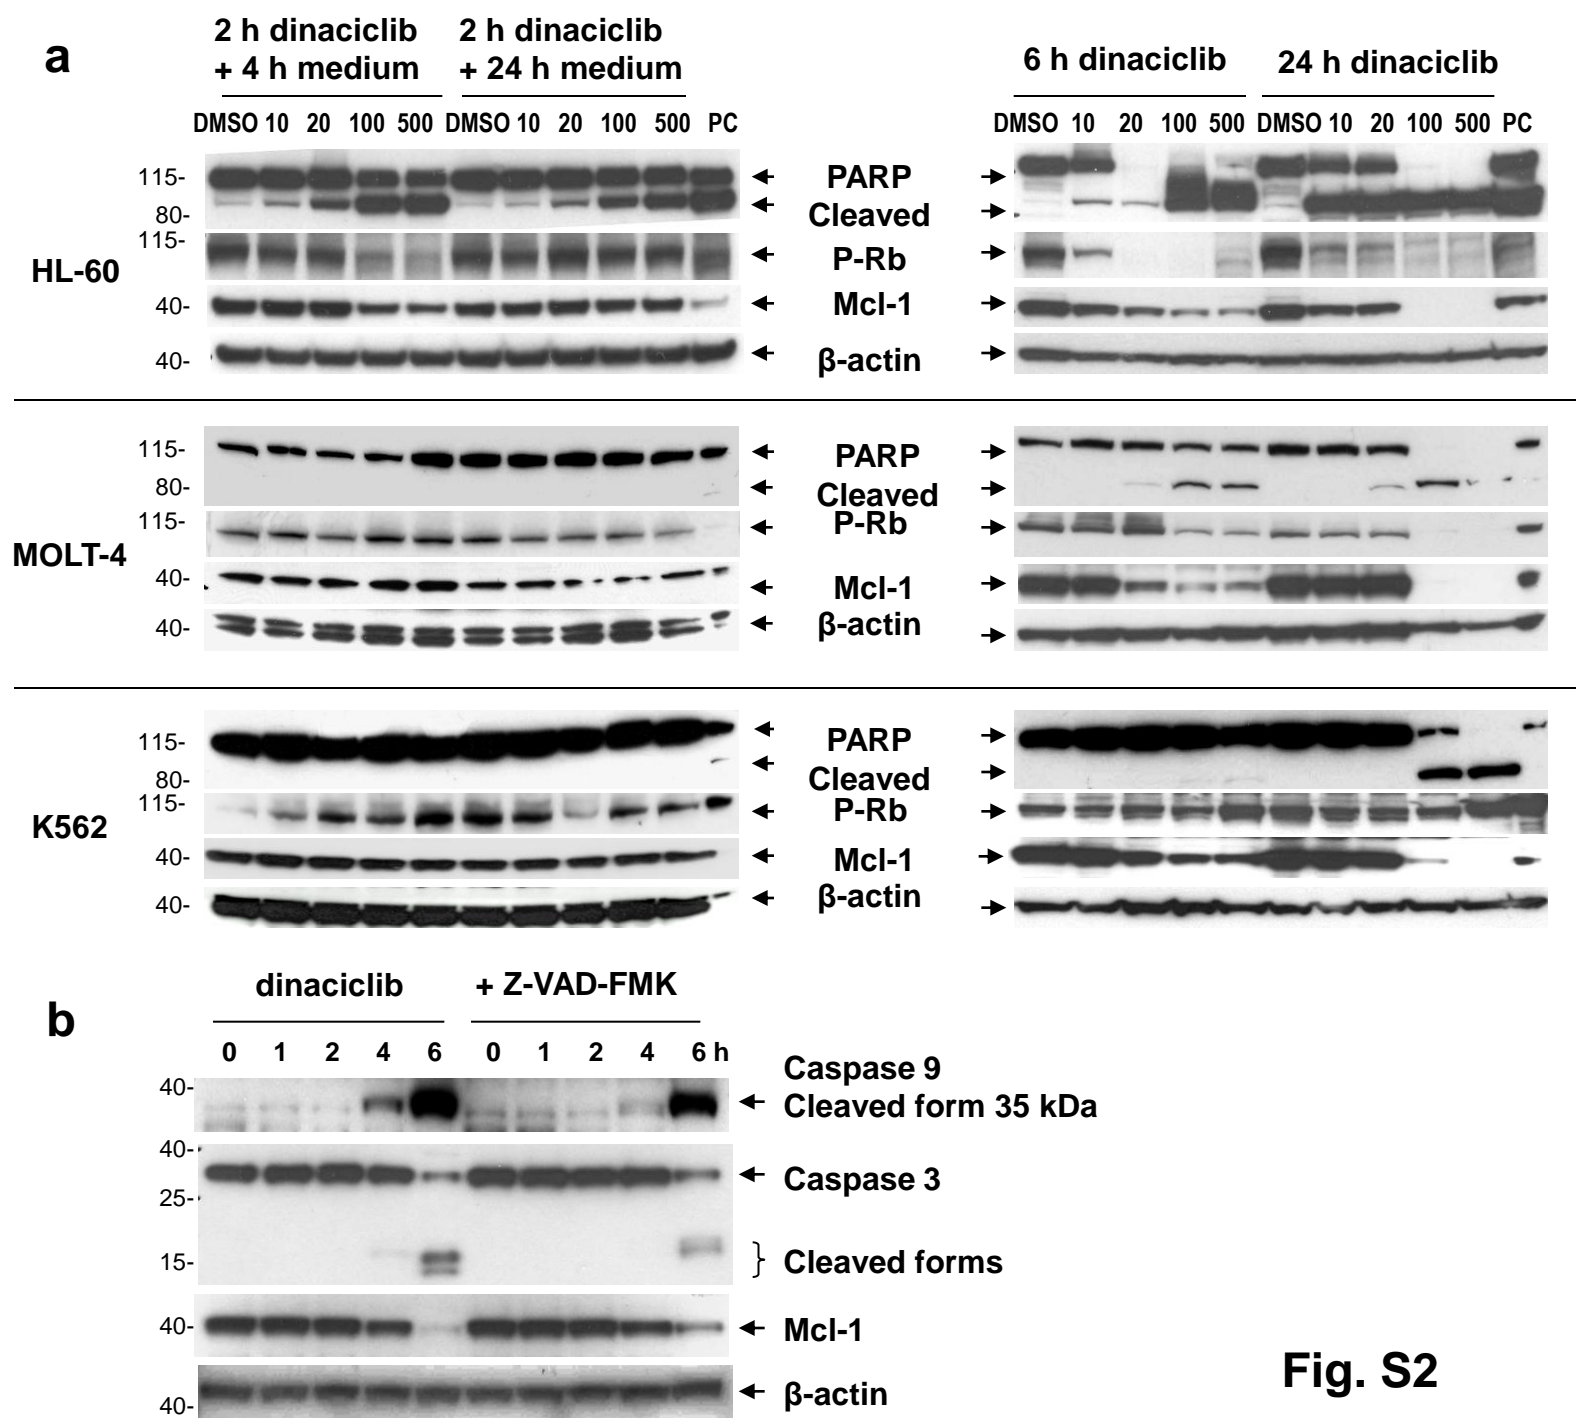 a
2 h dinaciclib
+ 4 h medium
2 h dinaciclib
+ 24 h medium
6 h dinaciclib
24 h dinaciclib
DMSO 10 20 100 500 DMSO 10 20 100 500 PC
DMSO 10 20 100 500 DMSO 10 20 100 500 PC
HL-60
115-
80-
115-
40-
40-
PARP
Cleaved
P-Rb
Mcl-1
β-actin
MOLT-4
115-
80-
115-
40-
40-
PARP
Cleaved
P-Rb
Mcl-1
β-actin
K562
115-
80-
115-
40-
40-
PARP
Cleaved
P-Rb
Mcl-1
β-actin
b
dinaciclib
+ Z-VAD-FMK
0 1 2 4 6 0 1 2 4 6 h
40-
Caspase 9
Cleaved form 35 kDa
40-
25-
15-
Caspase 3
} Cleaved forms
40-
Mcl-1
40-
β-actin
Fig. S2